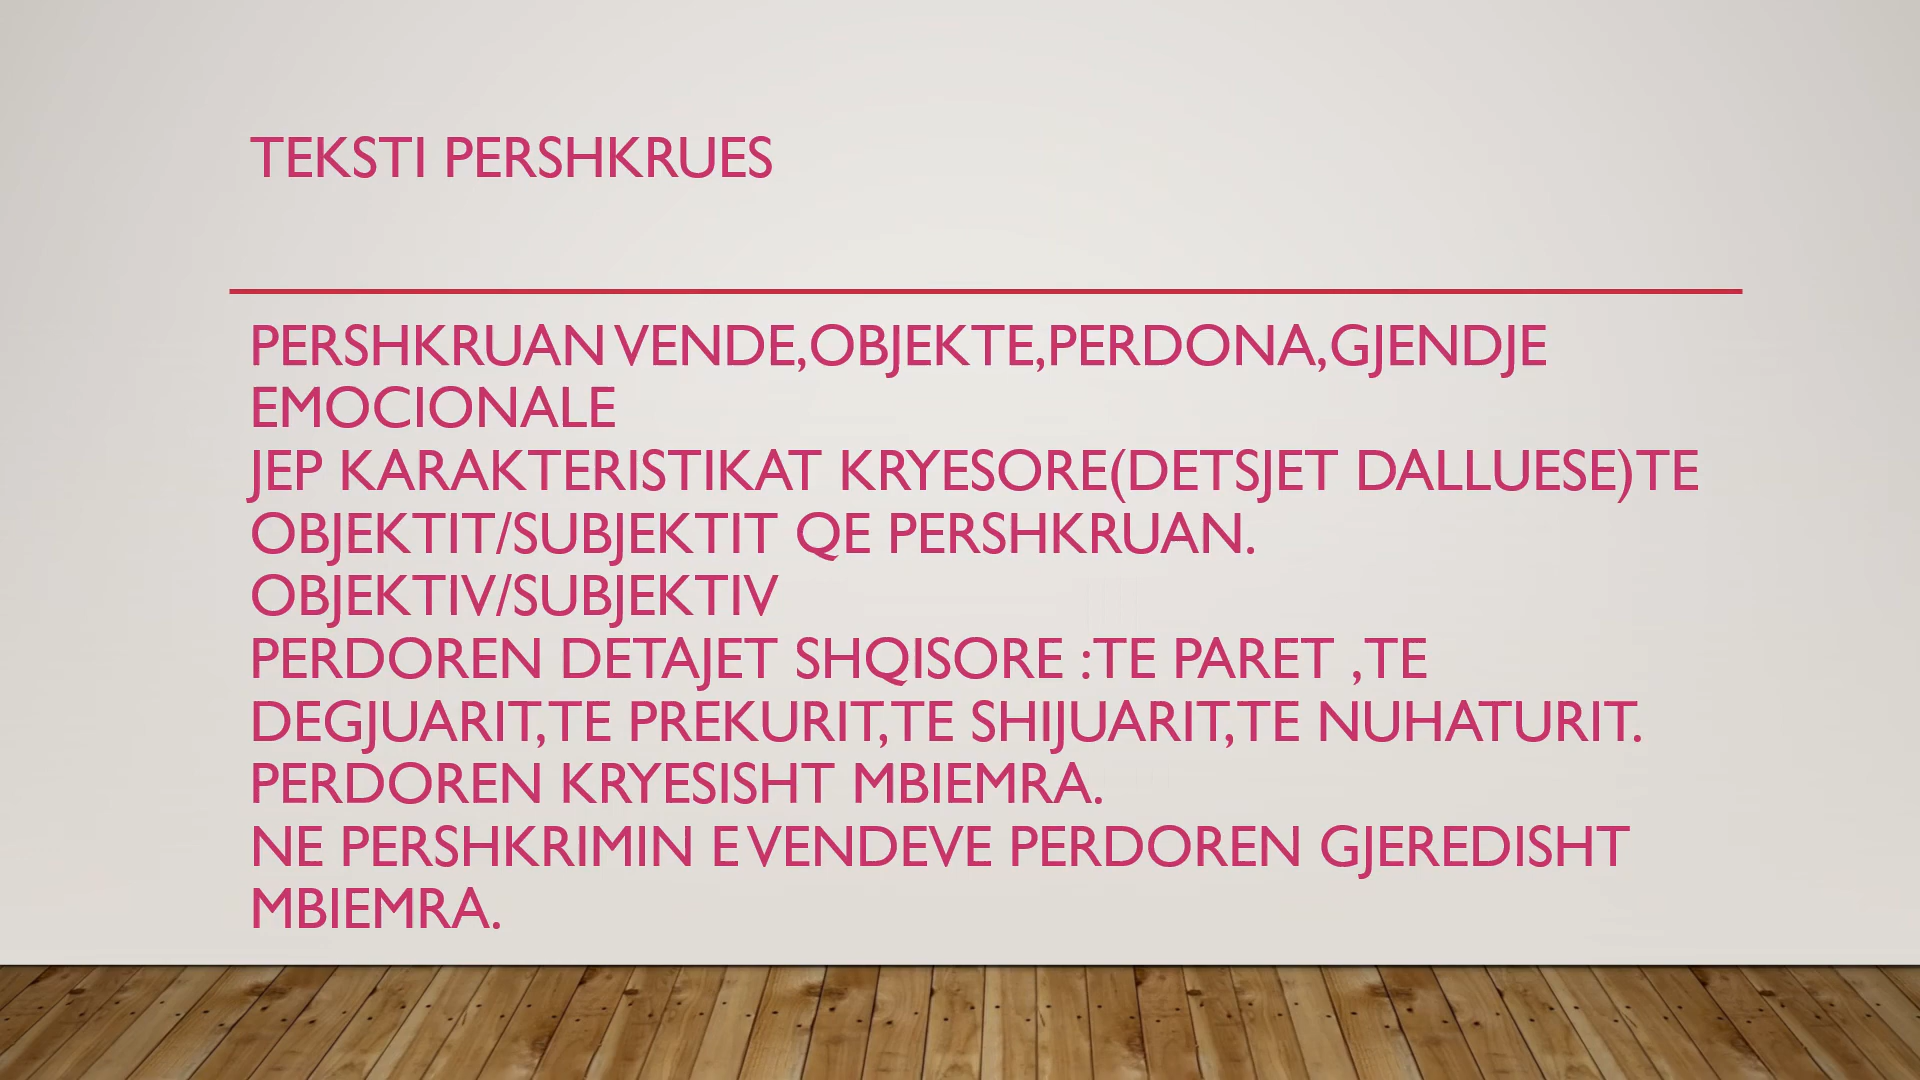 TEKSTI PERSHKRUES
PERSHKRUAN VENDE,OBJEKTE,PERDONA,GJENDJE
EMOCIONALE
JEP KARAKTERISTIKAT KRYESORE(DETSJET DALLUESE)TE
OBJEKTIT/SUBJEKTIT QE PERSHKRUAN.
OBJEKTIV/SUBJEKTIV
PERDOREN DETAJET SHQISORE :TE PARET ,TE
DEGJUARIT,TE PREKURIT,TE SHIJUARIT,TE NUHATURIT.
PERDOREN KRYESISHT MBIEMRA.
NE PERSHKRIMIN E VENDEVE PERDOREN GJEREDISHT
MBIEMRA.